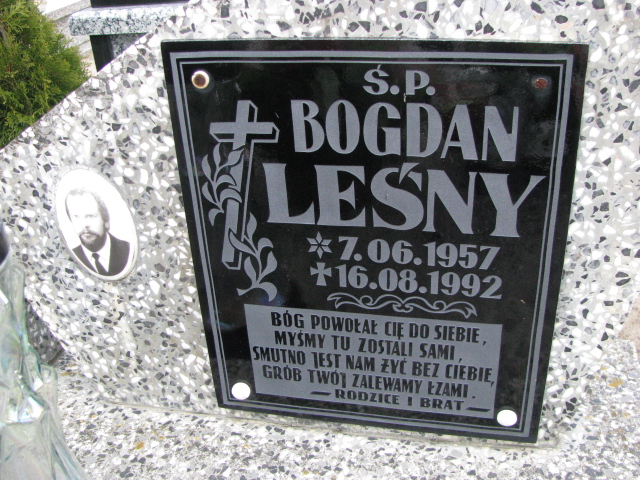 Ś.P.
BOGDAN
LEŚNY
7.06.1957
16.08.1992
BÓG POWOŁAŁ CIĘ DO SIEBIE,
MYŚMY TU ZOSTALI SAMI,
SMUTNO JEST NAM ŻYĆ BEZ CIEBIE,
GRÓB TWÓJ ZALEWAMY ŁZAMI.
— RODZICE I BRAT —